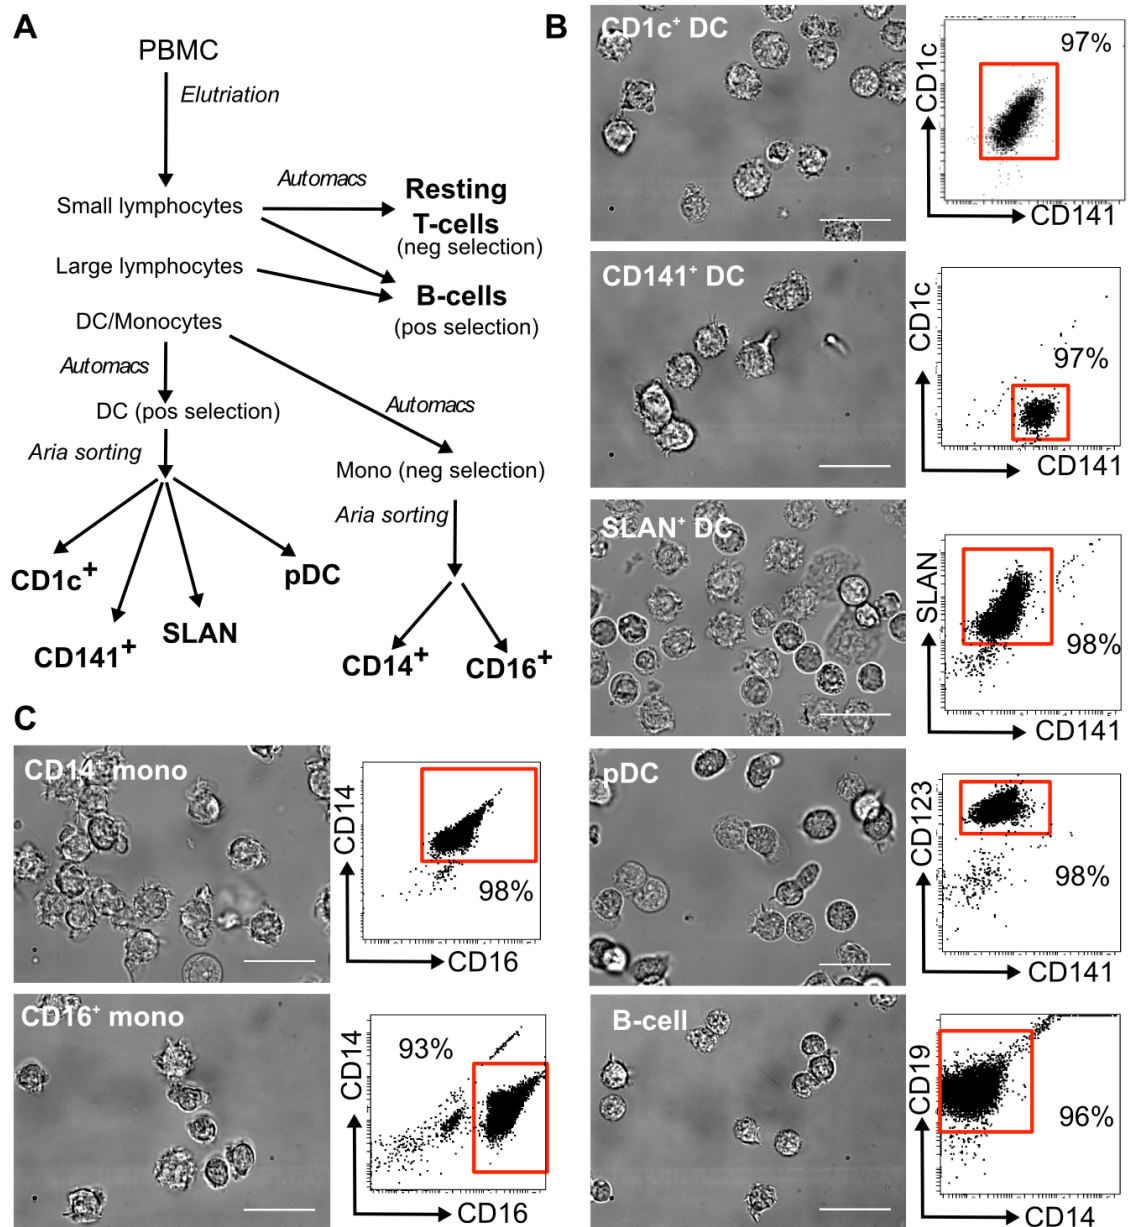 A
PBMC
Elutriation
Small lymphocytes
Automacs
Resting
T-cells
(neg selection)
Large lymphocytes
B-cells
(pos selection)
DC/Monocytes
Automacs
Automacs
DC (pos selection)
Aria sorting
Mono (neg selection)
Aria sorting
CD1c+
CD141+
SLAN
pDC
CD14+
CD16+
B
CD1c+ DC
CD1c
97%
CD141
CD141+ DC
CD1c
97%
CD141
SLAN+ DC
SLAN
98%
CD141
pDC
CD123
98%
CD141
B-cell
CD19
96%
CD14
C
CD14+ mono
CD14
98%
CD16
CD16+ mono
CD14
93%
CD16